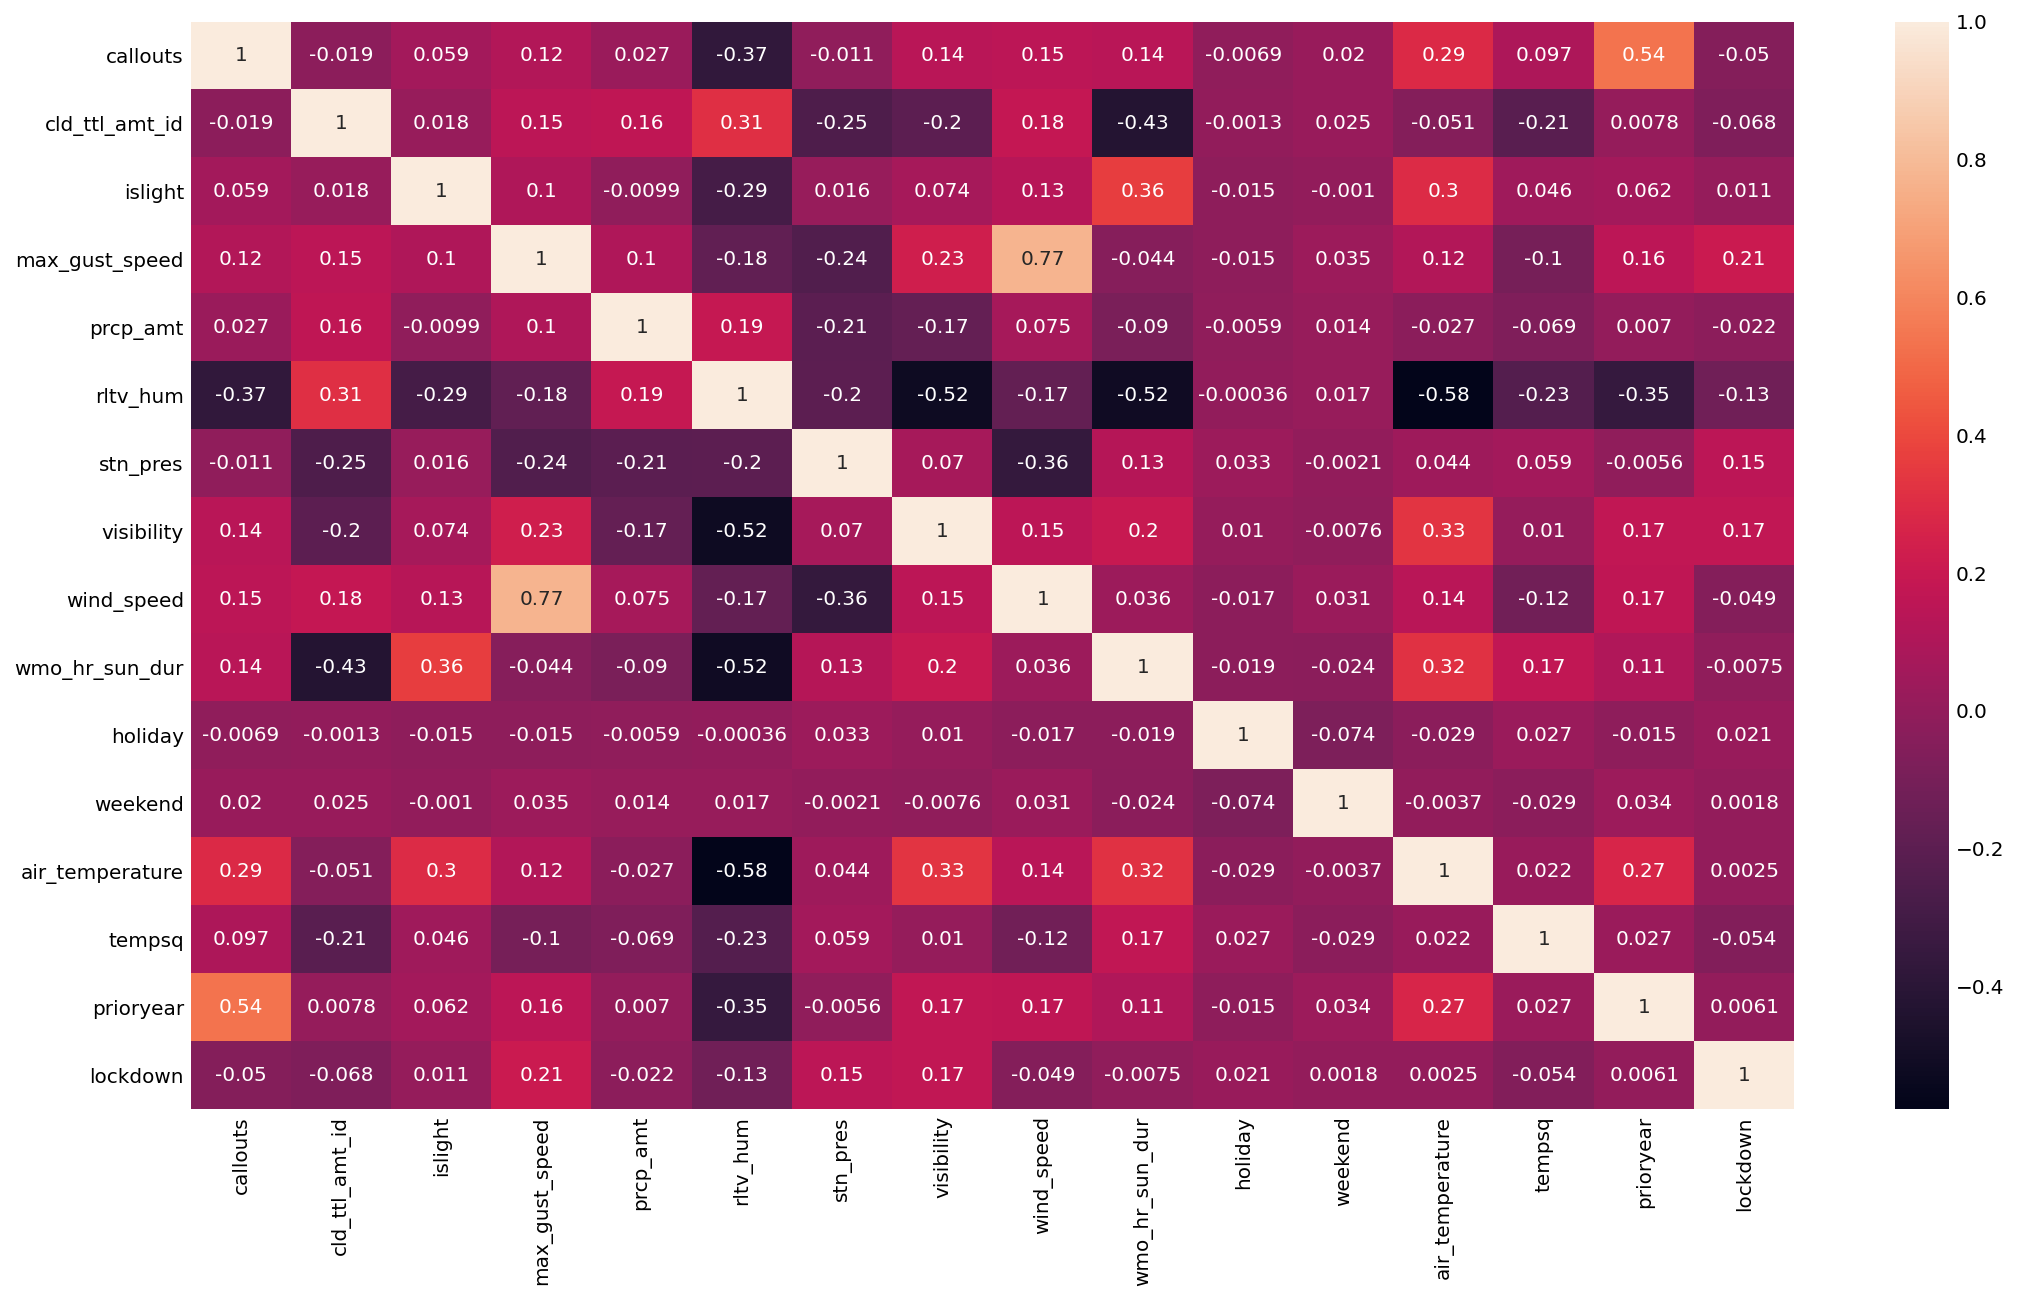 callouts 1 -0.019 0.059 0.12 0.027 -0.37 -0.011 0.14 0.15 0.14 -0.0069 0.02 0.29 0.097 0.54 -0.05
cld_ttl_amt_id -0.019 1 0.018 0.15 0.16 0.31 -0.25 -0.2 0.18 -0.43 -0.0013 0.025 -0.051 -0.21 0.0078 -0.068
islight 0.059 0.018 1 0.1 -0.0099 -0.29 0.016 0.074 0.13 0.36 -0.015 -0.001 0.3 0.046 0.062 0.011
max_gust_speed 0.12 0.15 0.1 1 0.1 -0.18 -0.24 0.23 0.77 -0.044 -0.015 0.035 0.12 -0.1 0.16 0.21
prcp_amt 0.027 0.16 -0.0099 0.1 1 0.19 -0.21 -0.17 0.075 -0.09 -0.0059 0.014 -0.027 -0.069 0.007 -0.022
rltv_hum -0.37 0.31 -0.29 -0.18 0.19 1 -0.2 -0.52 -0.17 -0.52 -0.00036 0.017 -0.58 -0.23 -0.35 -0.13
stn_pres -0.011 -0.25 0.016 -0.24 -0.21 -0.2 1 0.07 -0.36 0.13 0.033 -0.0021 0.044 0.059 -0.0056 0.15
visibility 0.14 -0.2 0.074 0.23 -0.17 -0.52 0.07 1 0.15 0.2 0.01 -0.0076 0.33 0.01 0.17 0.17
wind_speed 0.15 0.18 0.13 0.77 0.075 -0.17 -0.36 0.15 1 0.036 -0.017 0.031 0.14 -0.12 0.17 -0.049
wmo_hr_sun_dur 0.14 -0.43 0.36 -0.044 -0.09 -0.52 0.13 0.2 0.036 1 -0.019 -0.024 0.32 0.17 0.11 -0.0075
holiday -0.0069 -0.0013 -0.015 -0.015 -0.0059 -0.00036 0.033 0.01 -0.017 -0.019 1 -0.074 -0.029 0.027 -0.015 0.021
weekend 0.02 0.025 -0.001 0.035 0.014 0.017 -0.0021 -0.0076 0.031 -0.024 -0.074 1 -0.0037 -0.029 0.034 0.0018
air_temperature 0.29 -0.051 0.3 0.12 -0.027 -0.58 0.044 0.33 0.14 0.32 -0.029 -0.0037 1 0.022 0.27 0.0025
tempsq 0.097 -0.21 0.046 -0.1 -0.069 -0.23 0.059 0.01 -0.12 0.17 0.027 -0.029 0.022 1 0.027 -0.054
prioryear 0.54 0.0078 0.062 0.16 0.007 -0.35 -0.0056 0.17 0.17 0.11 -0.015 0.034 0.27 0.027 1 0.0061
lockdown -0.05 -0.068 0.011 0.21 -0.022 -0.13 0.15 0.17 -0.049 -0.0075 0.021 0.0018 0.0025 -0.054 0.0061 1
callouts
cld_ttl_amt_id
islight
max_gust_speed
prcp_amt
rltv_hum
stn_pres
visibility
wind_speed
wmo_hr_sun_dur
holiday
weekend
air_temperature
tempsq
prioryear
lockdown
1.0
0.8
0.6
0.4
0.2
0.0
−0.2
−0.4